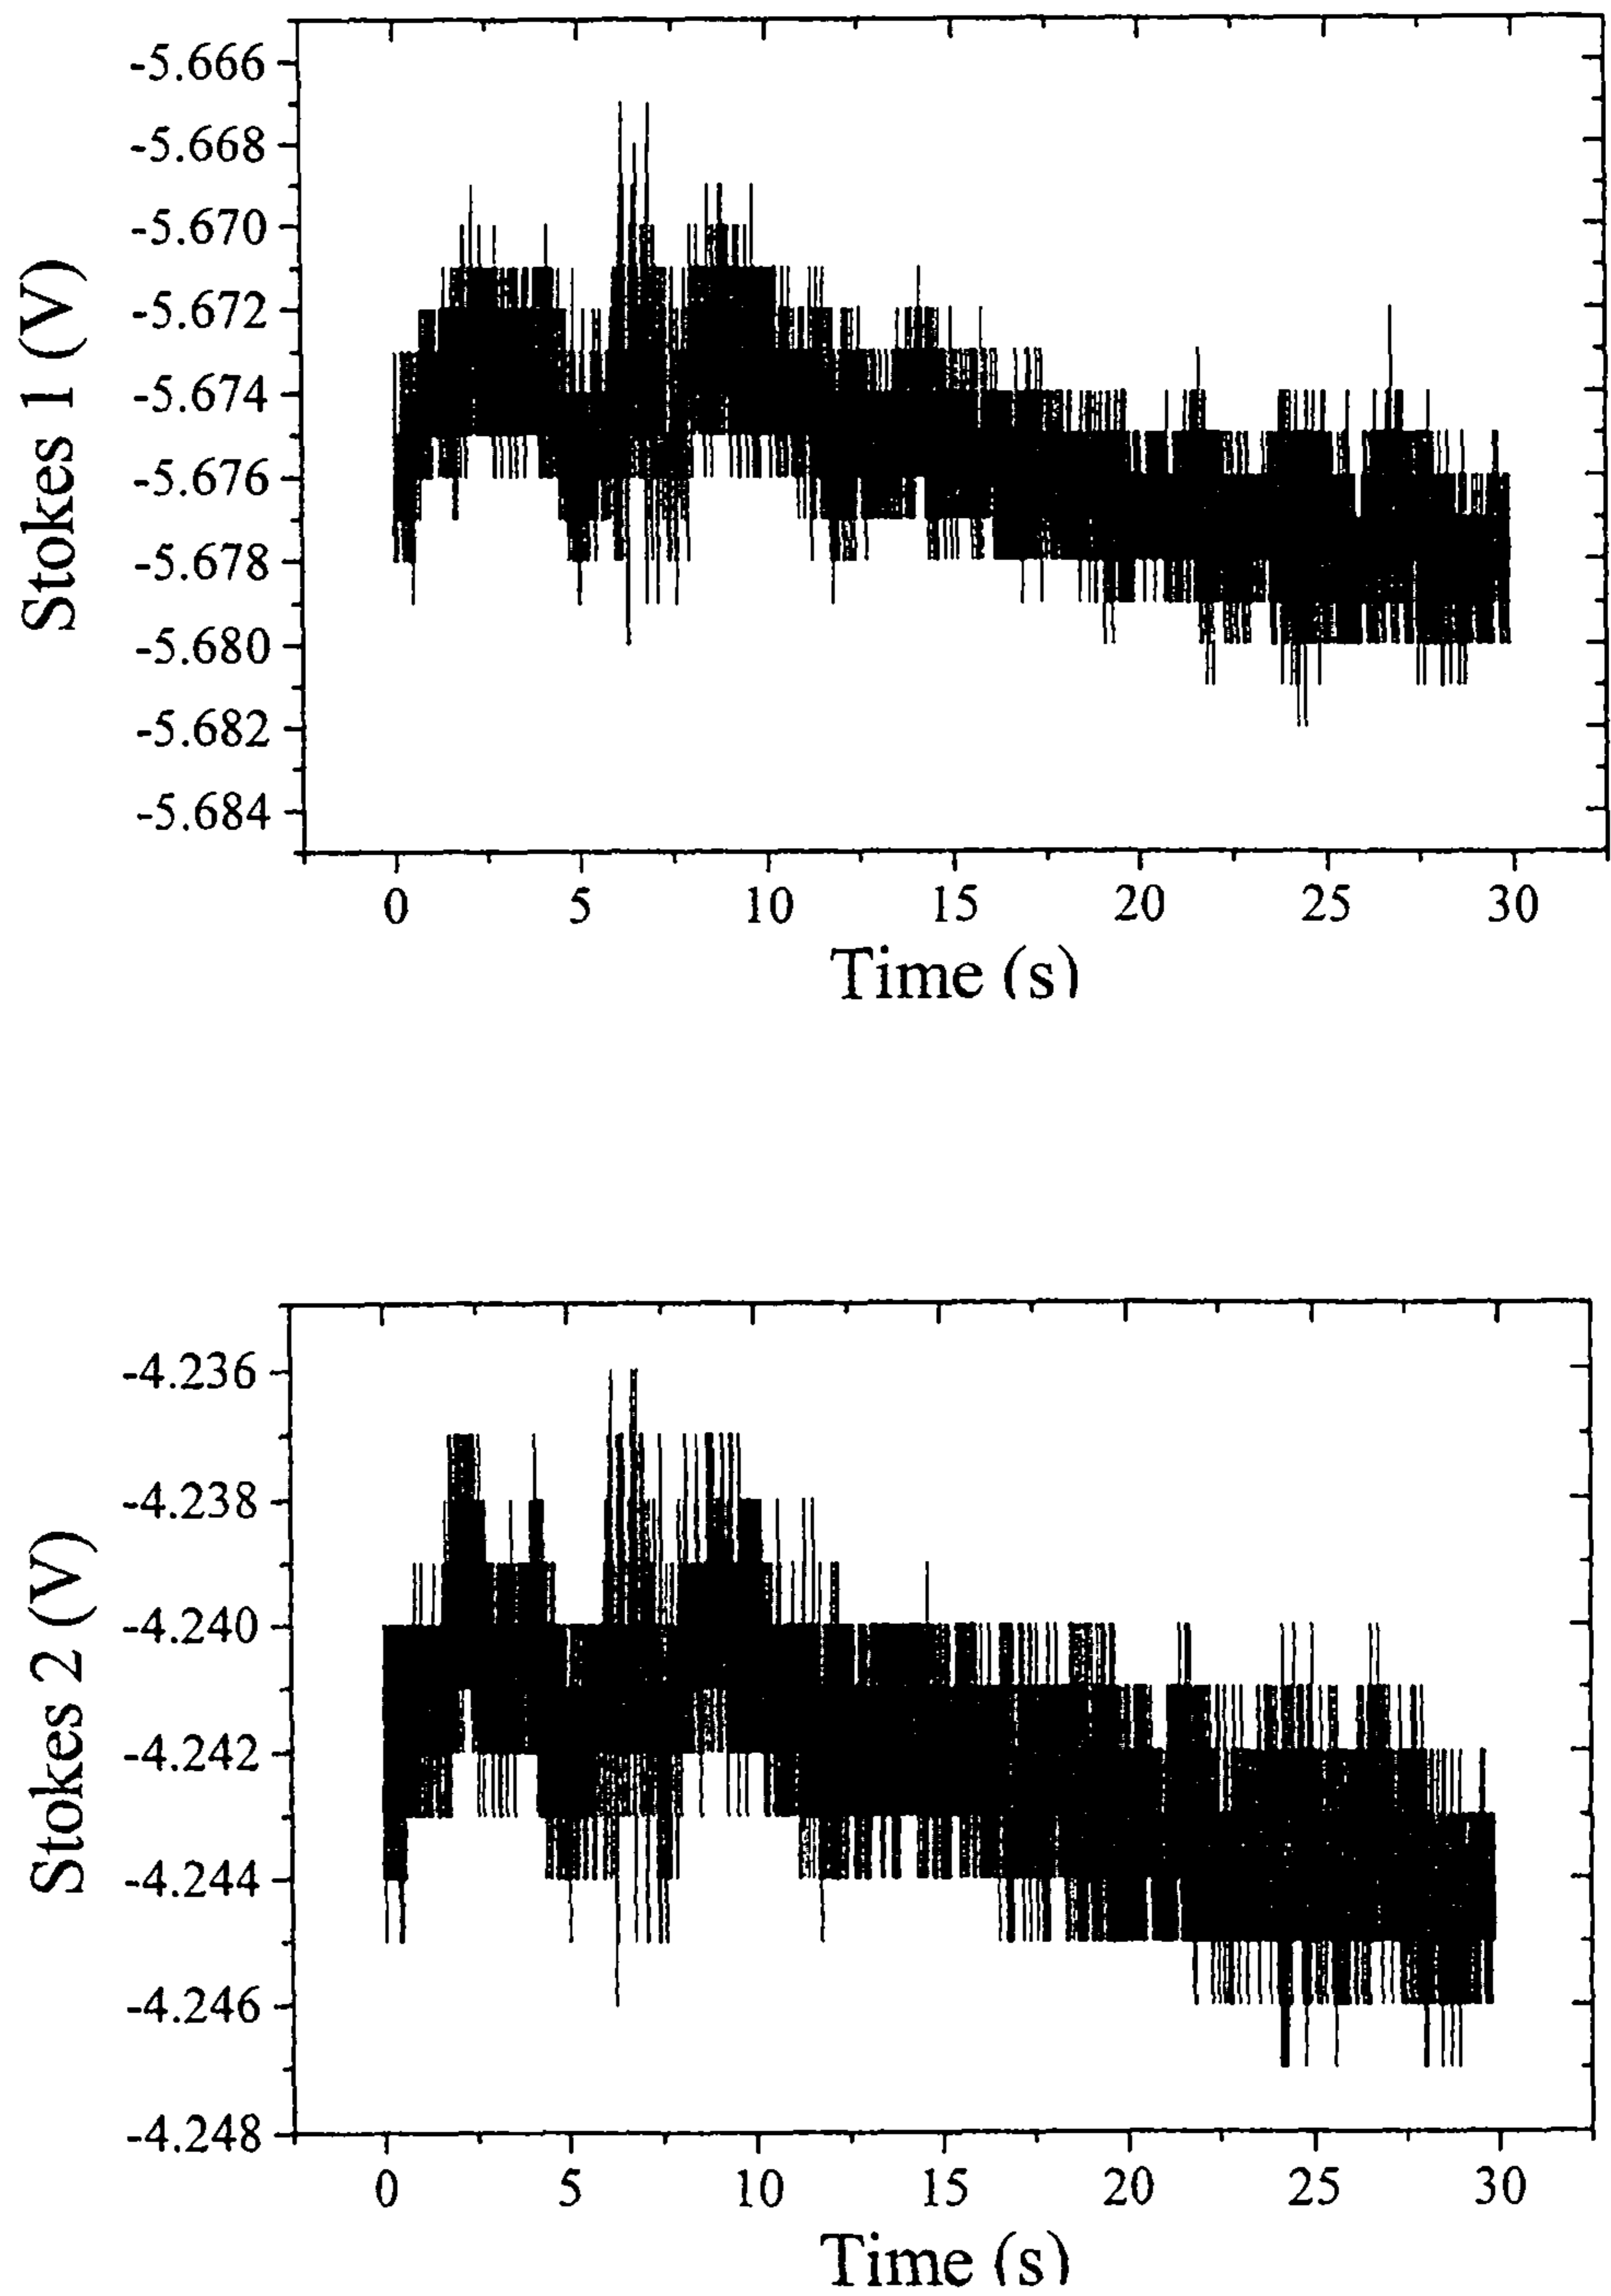 Stokes 1 (V)
-5.666
-5.668
-5.670
-5.672
-5.674
-5.676
-5.678
-5.680
-5.682
-5.684
0 5 10 15 20 25 30
Time (s)
Stokes 2 (V)
-4.236
-4.238
-4.240
-4.242
-4.244
-4.246
-4.248
0 5 10 15 20 25 30
Time (s)